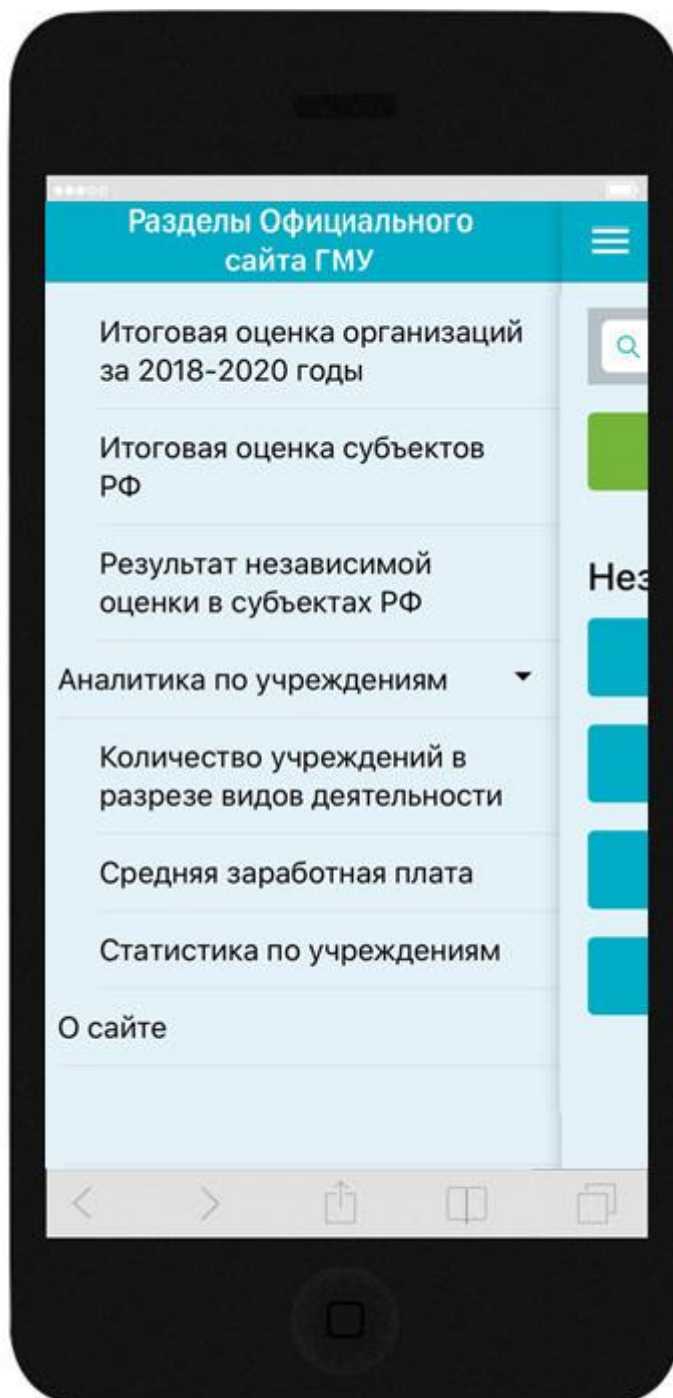 Разделы Официального
сайта ГМУ
Итоговая оценка организаций
за 2018-2020 годы
Итоговая оценка субъектов
РФ
Результат независимой
оценки в субъектах РФ
Нез
Аналитика по учреждениям
Количество учреждений в
разрезе видов деятельности
Средняя заработная плата
Статистика по учреждениям
О сайте